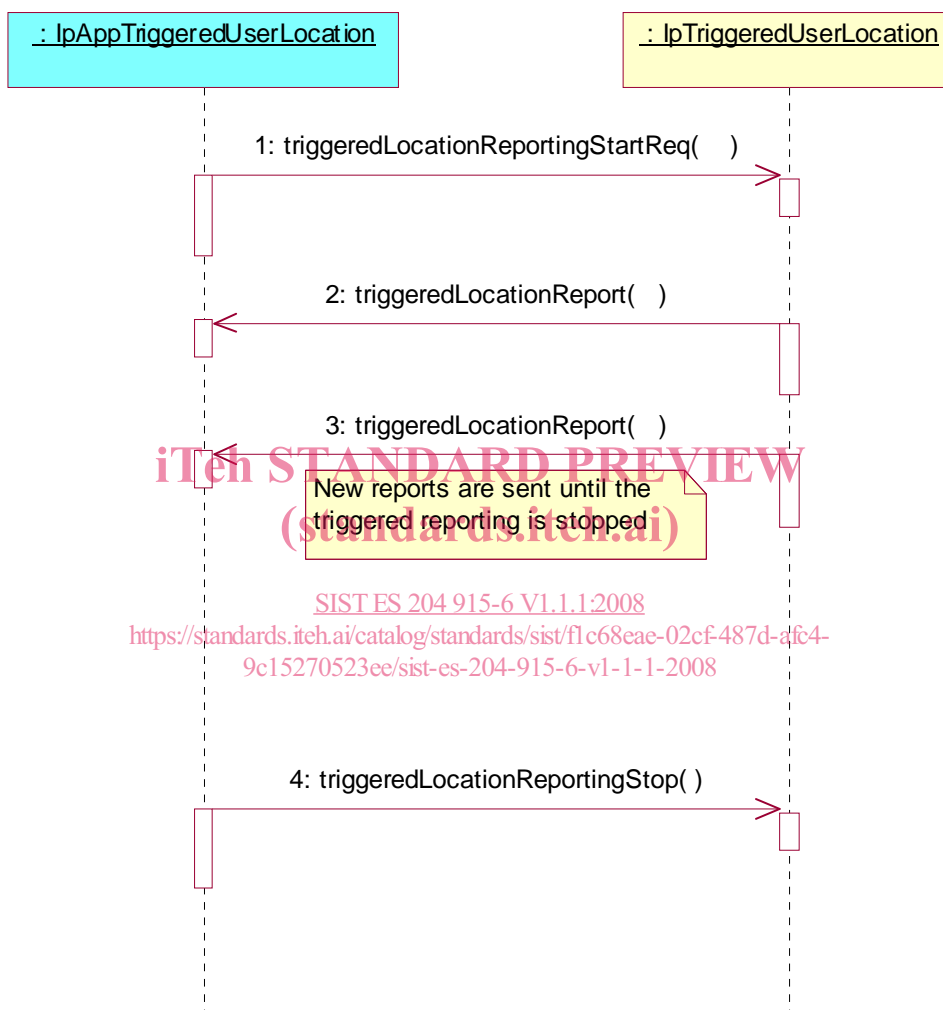 : IpAppTriggeredUserLocation
: IpTriggeredUserLocation
1: triggeredLocationReportingStartReq( )
2: triggeredLocationReport( )
3: triggeredLocationReport( )
iTeh STANDARD PREVIEW
New reports are sent until the
triggered reporting is stopped
(standards.iteh.ai)
SIST ES 204 915-6 V1.1.1:2008
https://standards.iteh.ai/catalog/standards/sist/f1c68eae-02cf-487d-afc4-
9c15270523ee/sist-es-204-915-6-v1-1-1-2008
4: triggeredLocationReportingStop( )